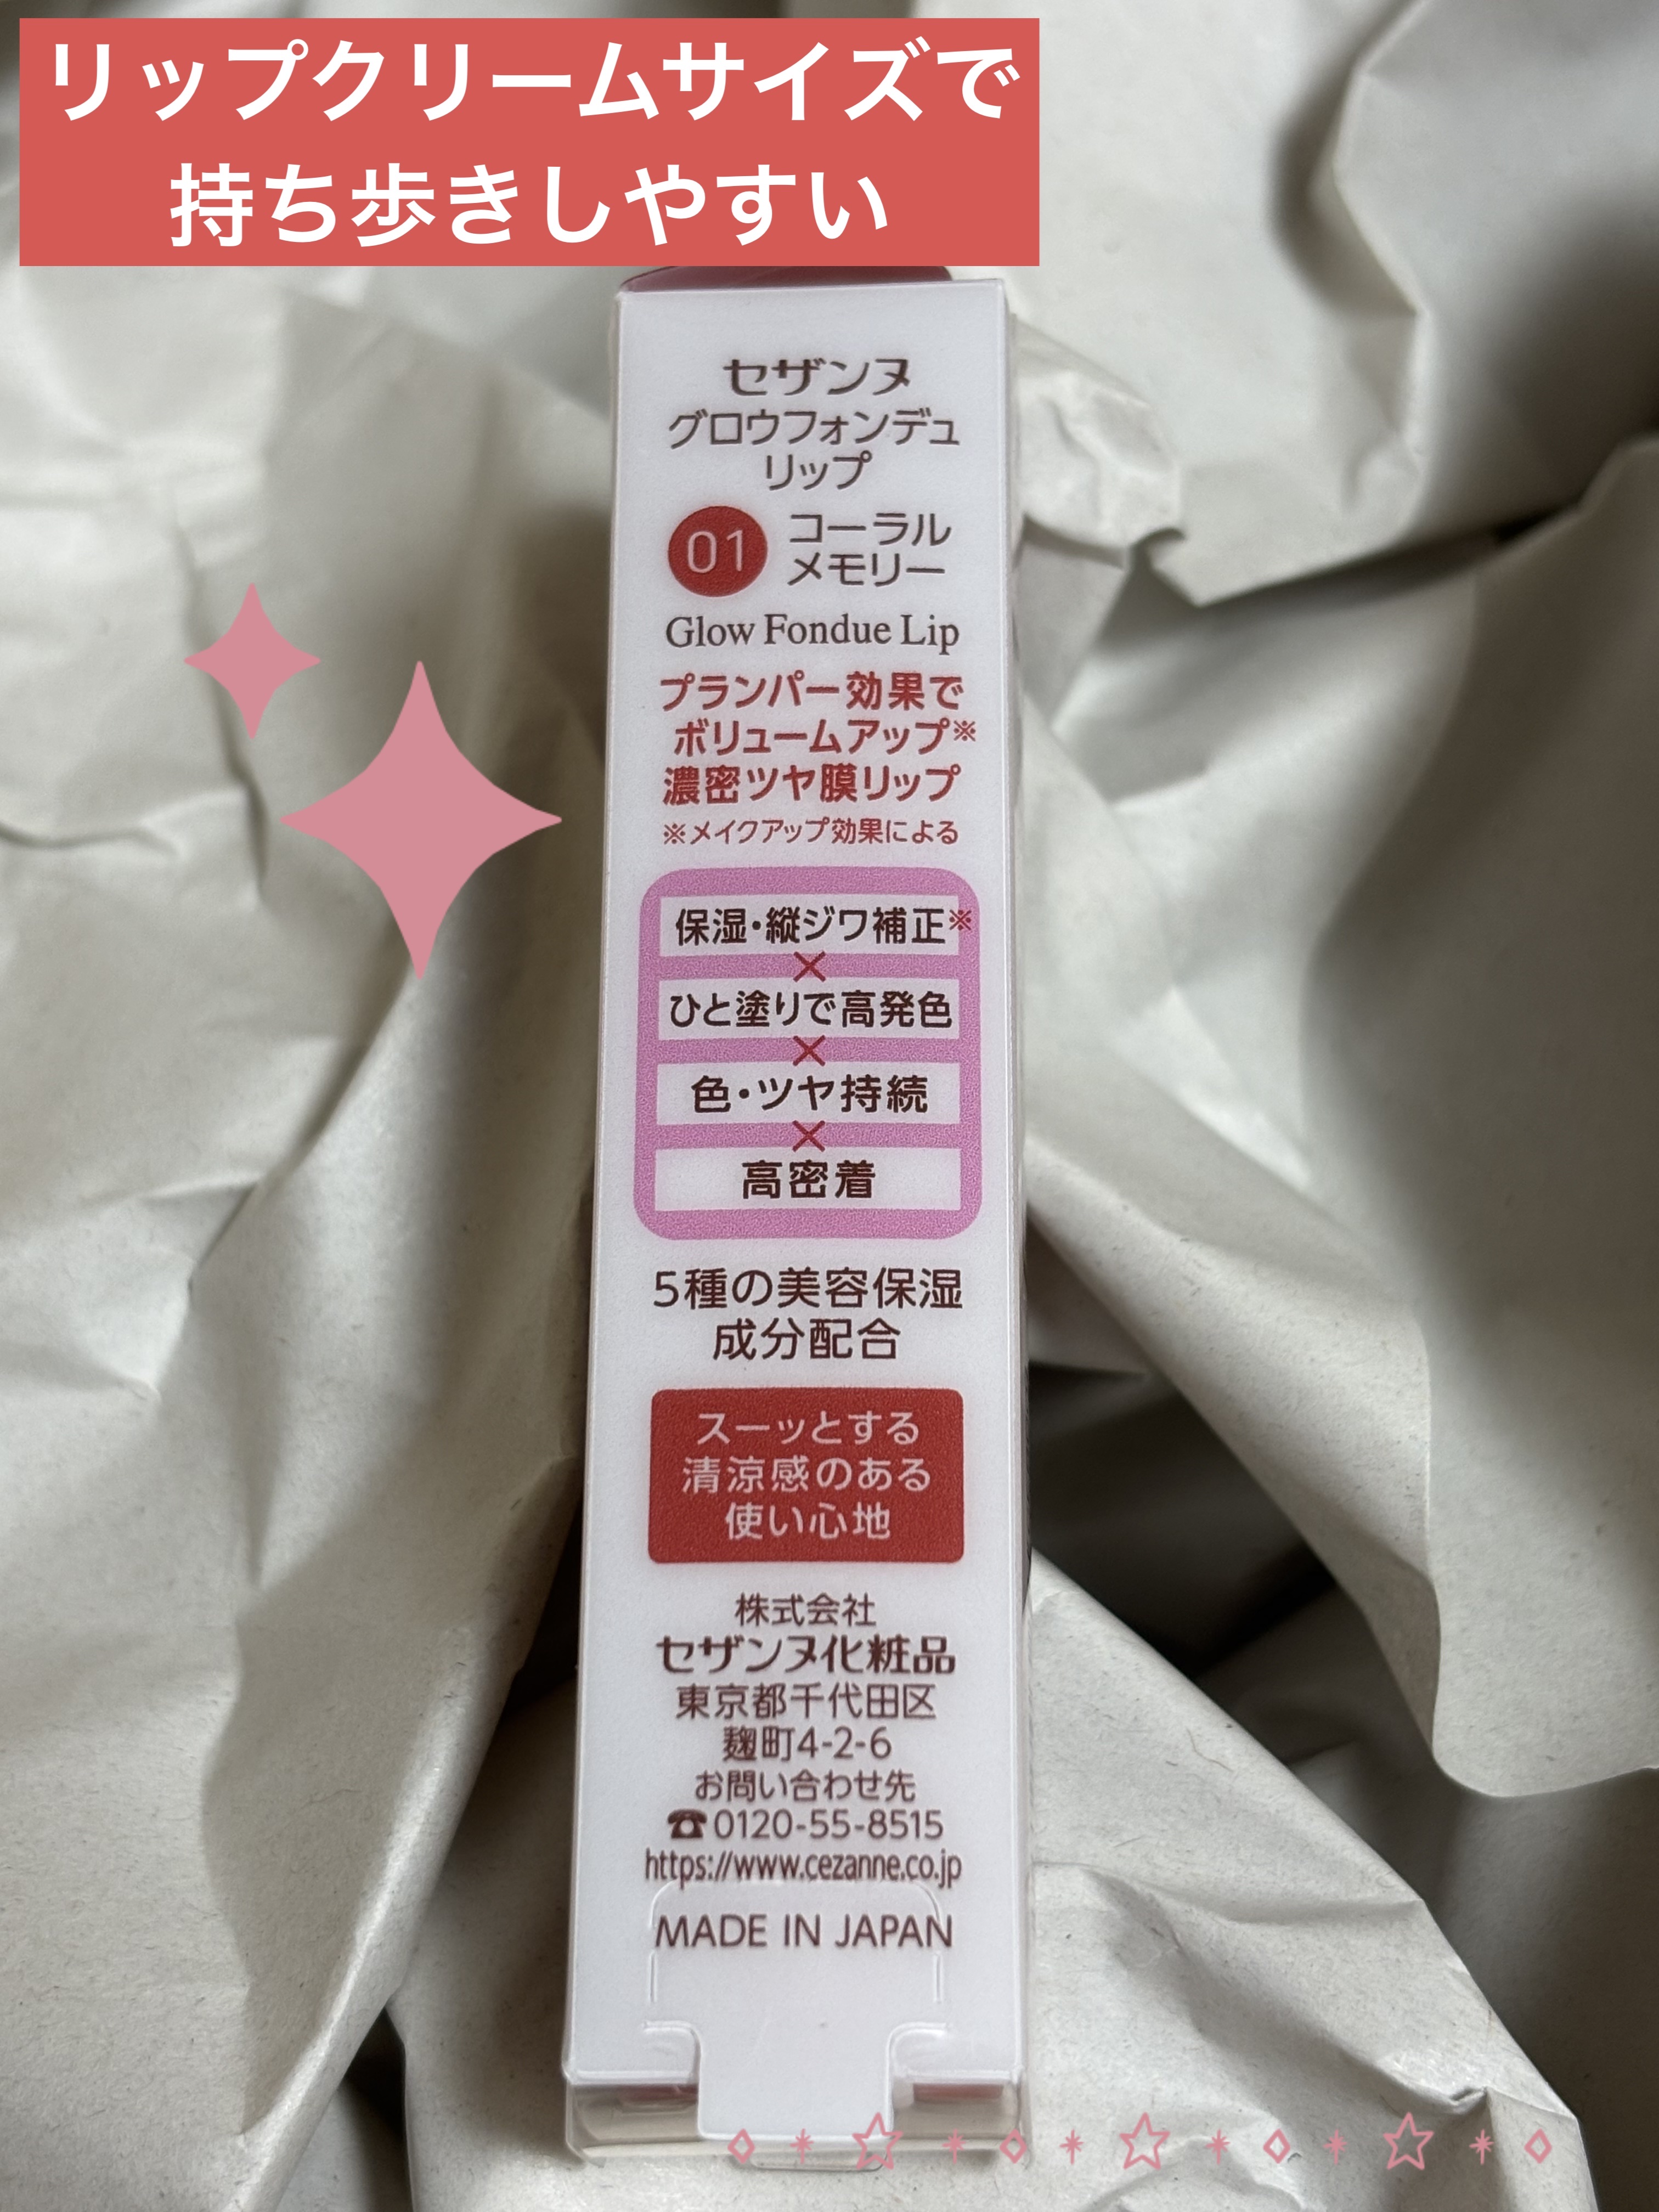 リップクリームサイズで
持ち歩きしやすい
セザンヌ
グロウフォンデュ
リップ
01 コーラル
メモリー
Glow Fondue Lip
プランパー効果で
ボリュームアップ※
濃密ツヤ膜リップ
※メイクアップ効果による
保湿・縦ジワ補正※
×
ひと塗りで高発色
×
色・ツヤ持続
×
高密着
5種の美容保湿
成分配合
スーッとする
清涼感のある
使い心地
株式会社
セザンヌ化粧品
東京都千代田区
麹町4-2-6
お問い合わせ先
☎0120-55-8515
https://www.cezanne.co.jp
MADE IN JAPAN